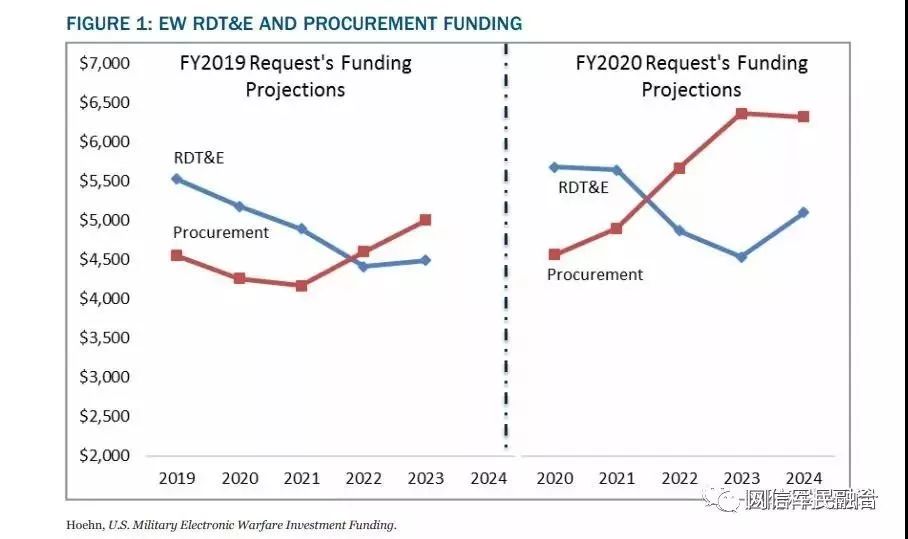 FIGURE 1: EW RDT&E AND PROCUREMENT FUNDING
FY2019 Request's Funding
Projections
FY2020 Request's Funding
Projections
$7,000
$6,500
$6,000
$5,500
$5,000
$4,500
$4,000
$3,500
$3,000
$2,500
$2,000
RDT&E
Procurement
RDT&E
Procurement
2019 2020 2021 2022 2023 2024
2020 2021 2022 2023 2024
网信军民融合
Hoehn, U.S. Military Electronic Warfare Investment Funding.